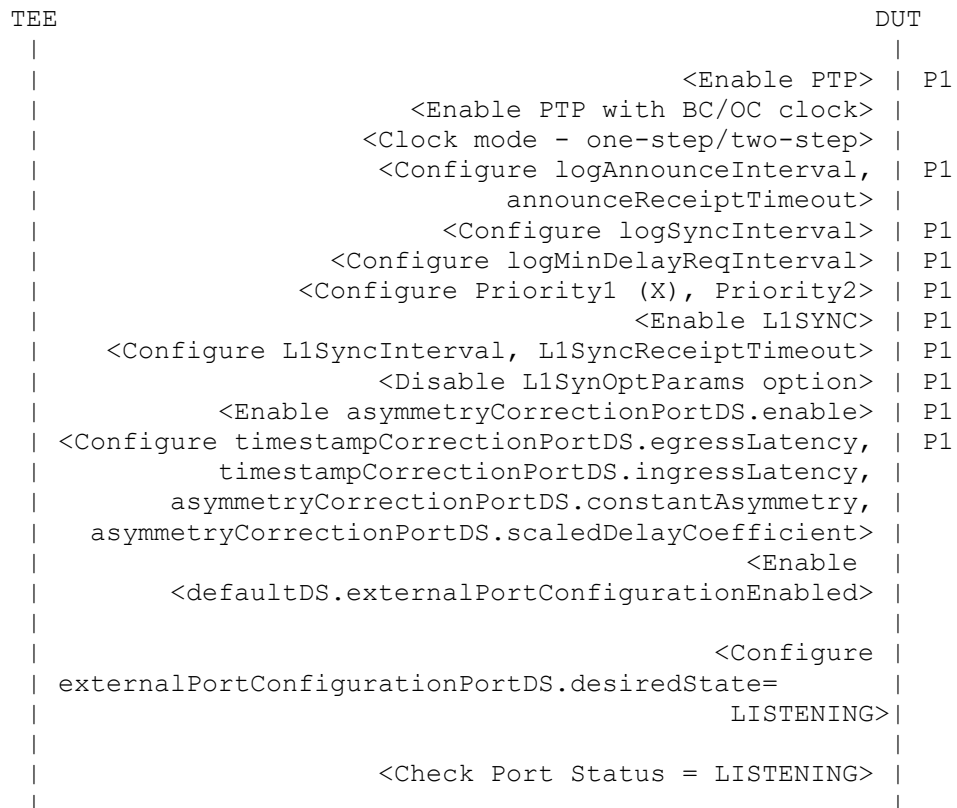 TEE DUT
| |
| <Enable PTP> | P1
| <Enable PTP with BC/OC clock> |
| <Clock mode - one-step/two-step> |
| <Configure logAnnounceInterval, | P1
| announceReceiptTimeout> |
| <Configure logSyncInterval> | P1
| <Configure logMinDelayReqInterval> | P1
| <Configure Priority1 (X), Priority2> | P1
| <Enable L1SYNC> | P1
| <Configure L1SyncInterval, L1SyncReceiptTimeout> | P1
| <Disable L1SynOptParams option> | P1
| <Enable asymmetryCorrectionPortDS.enable> | P1
| <Configure timestampCorrectionPortDS.egressLatency, | P1
| timestampCorrectionPortDS.ingressLatency, |
| asymmetryCorrectionPortDS.constantAsymmetry, |
| asymmetryCorrectionPortDS.scaledDelayCoefficient> |
| <Enable |
| <defaultDS.externalPortConfigurationEnabled> |
| |
| <Configure |
| externalPortConfigurationPortDS.desiredState= |
| LISTENING>|
| |
| <Check Port Status = LISTENING> |
| |